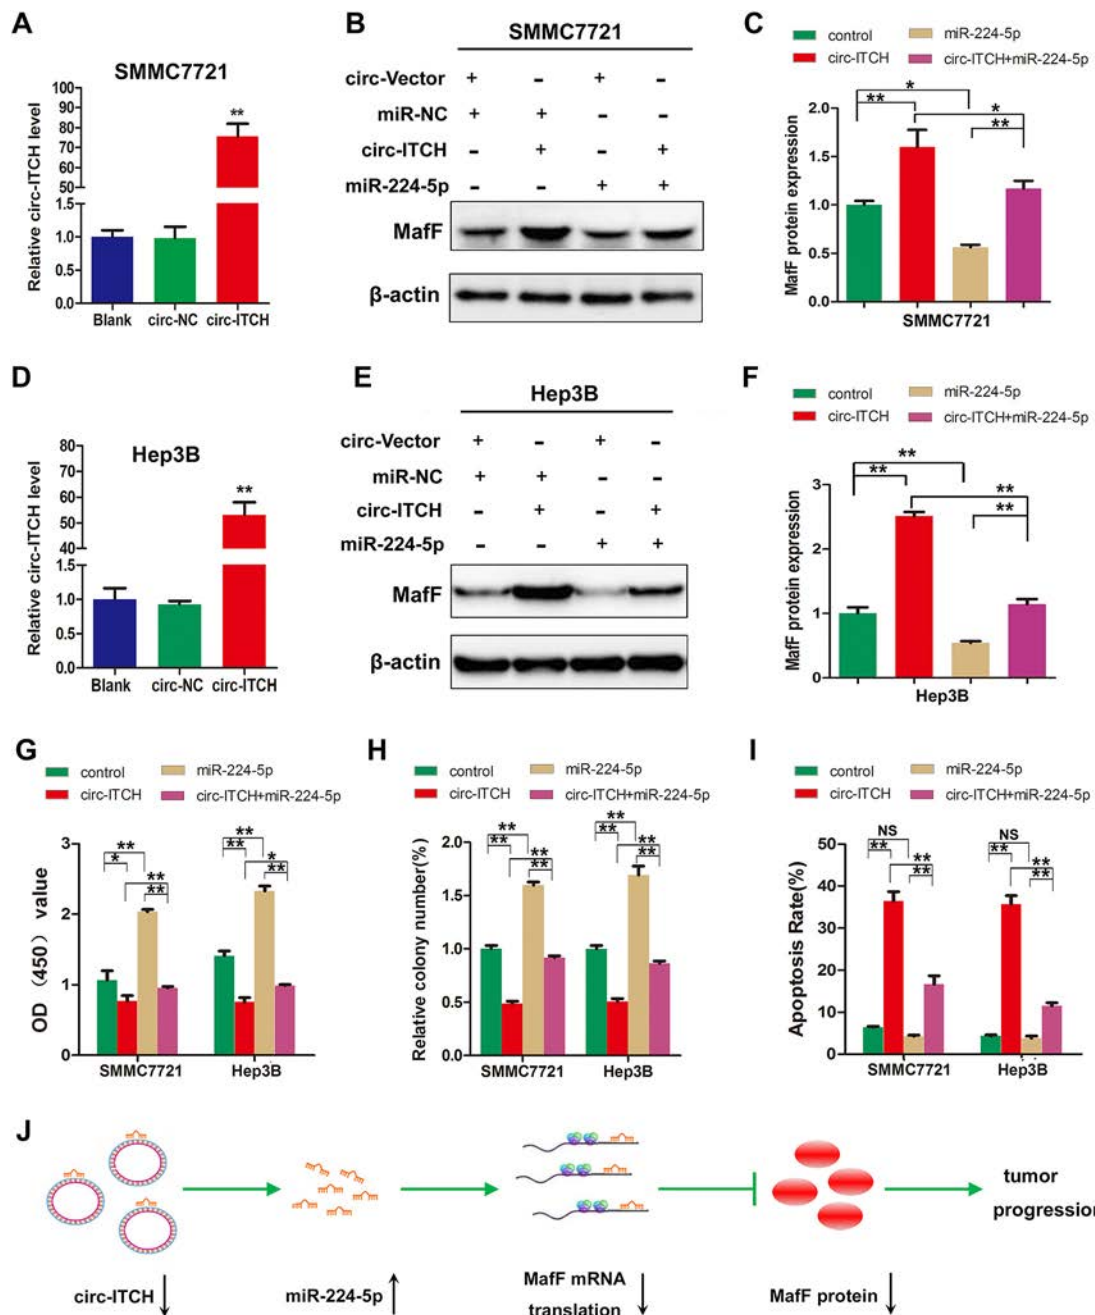 A
SMMC7721
Relative circ-ITCH level
100
90
80
70
60
50
1.5
1.0
0.5
0.0
**
Blank circ-NC circ-ITCH
B
SMMC7721
circ-Vector + - + -
miR-NC + + - -
circ-ITCH - + - +
miR-224-5p - - + +
MafF
β-actin
C
control miR-224-5p
circ-ITCH circ-ITCH+miR-224-5p
MafF protein expression
2.0
1.5
1.0
0.5
0.0
*
** *
**
SMMC7721
D
Hep3B
Relative circ-ITCH level
80
70
60
50
40
1.5
1.0
0.5
0.0
**
Blank circ-NC circ-ITCH
E
Hep3B
circ-Vector + - + -
miR-NC + + - -
circ-ITCH - + - +
miR-224-5p - - + +
MafF
β-actin
F
control miR-224-5p
circ-ITCH circ-ITCH+miR-224-5p
MafF protein expression
3
2
1
0
**
** **
**
Hep3B
G
control miR-224-5p
circ-ITCH circ-ITCH+miR-224-5p
OD（450）value
3
2
1
0
** **
* **
** *
** **
SMMC7721 Hep3B
H
control miR-224-5p
circ-ITCH circ-ITCH+miR-224-5p
Relative colony number(%)
2.0
1.5
1.0
0.5
0.0
** **
** **
** **
** **
SMMC7721 Hep3B
I
control miR-224-5p
circ-ITCH circ-ITCH+miR-224-5p
Apoptosis Rate(%)
50
40
30
20
10
0
NS NS
** **
** **
** **
SMMC7721 Hep3B
J
tumor
progression
circ-ITCH
miR-224-5p
MafF mRNA
translation
MafF protein